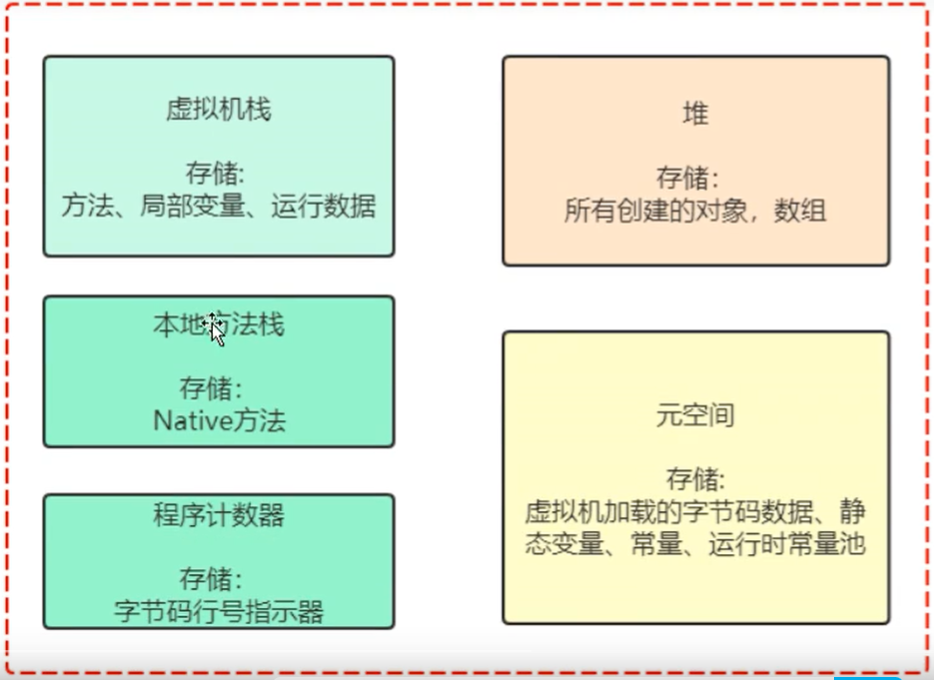 虚拟机栈
存储:
方法、局部变量、运行数据
堆
存储:
所有创建的对象，数组
本地方法栈
存储:
Native方法
元空间
存储:
虚拟机加载的字节码数据、静
态变量、常量、运行时常量池
程序计数器
存储:
字节码行号指示器